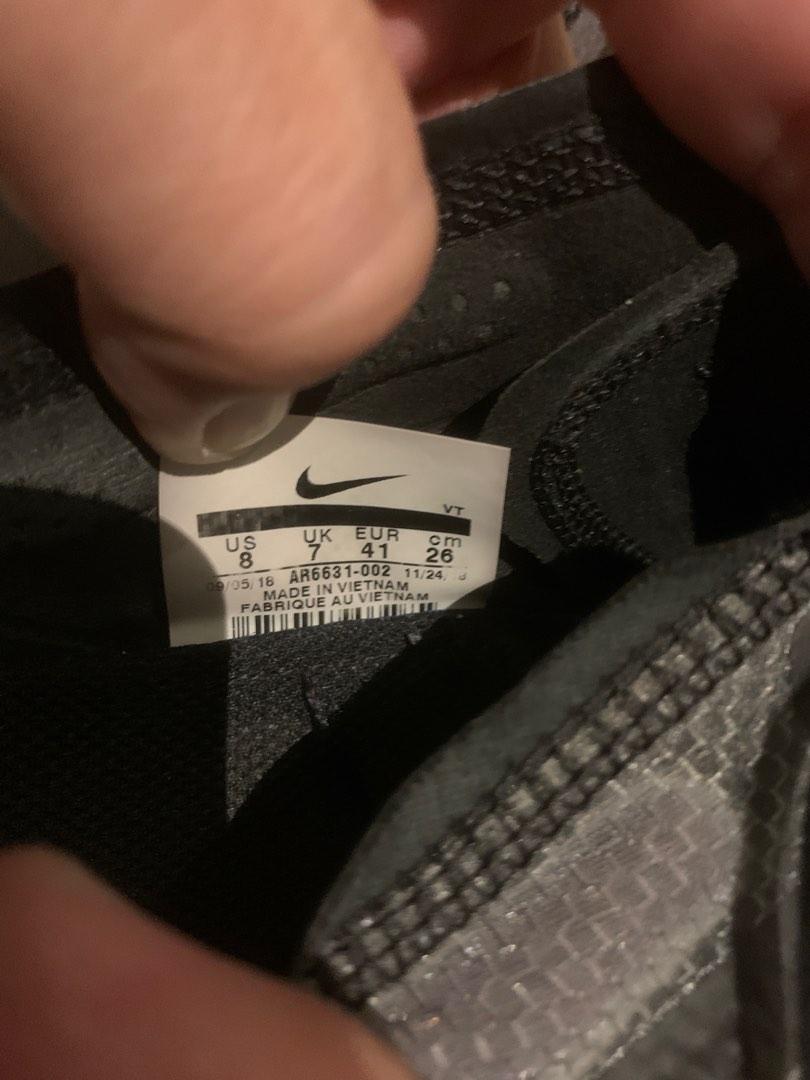 VT
US UK EUR cm
8 7 41 26
09/05/18 AR6631-002 11/24/
MADE IN VIETNAM
FABRIQUE AU VIETNAM